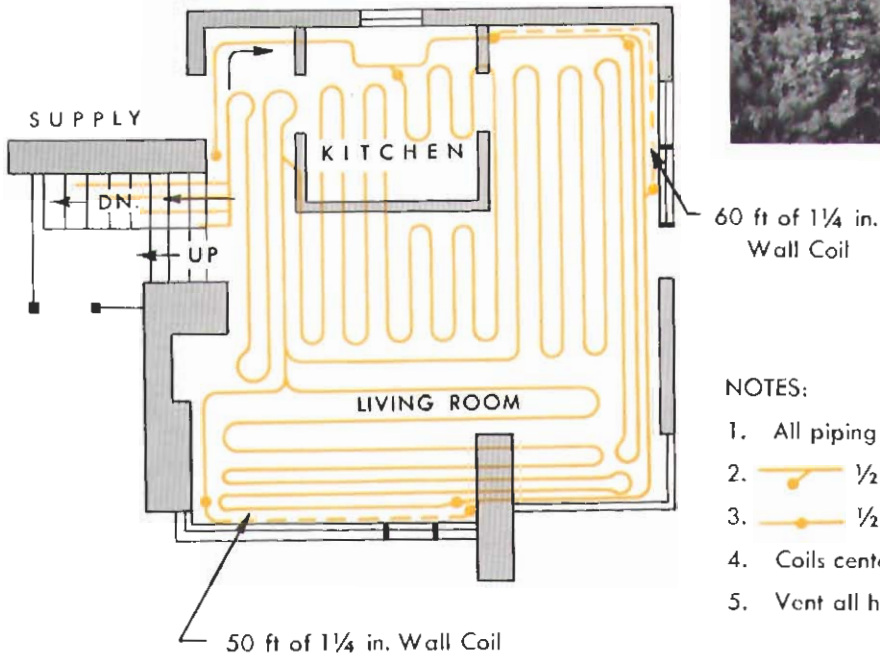 SUPPLY
KITCHEN
DN.
UP
60 ft of 1¼ in.
Wall Coil
LIVING ROOM
NOTES:
1. All piping
2. ½
3. ½
4. Coils
5. Vent all
50 ft of 1¼ in. Wall Coil